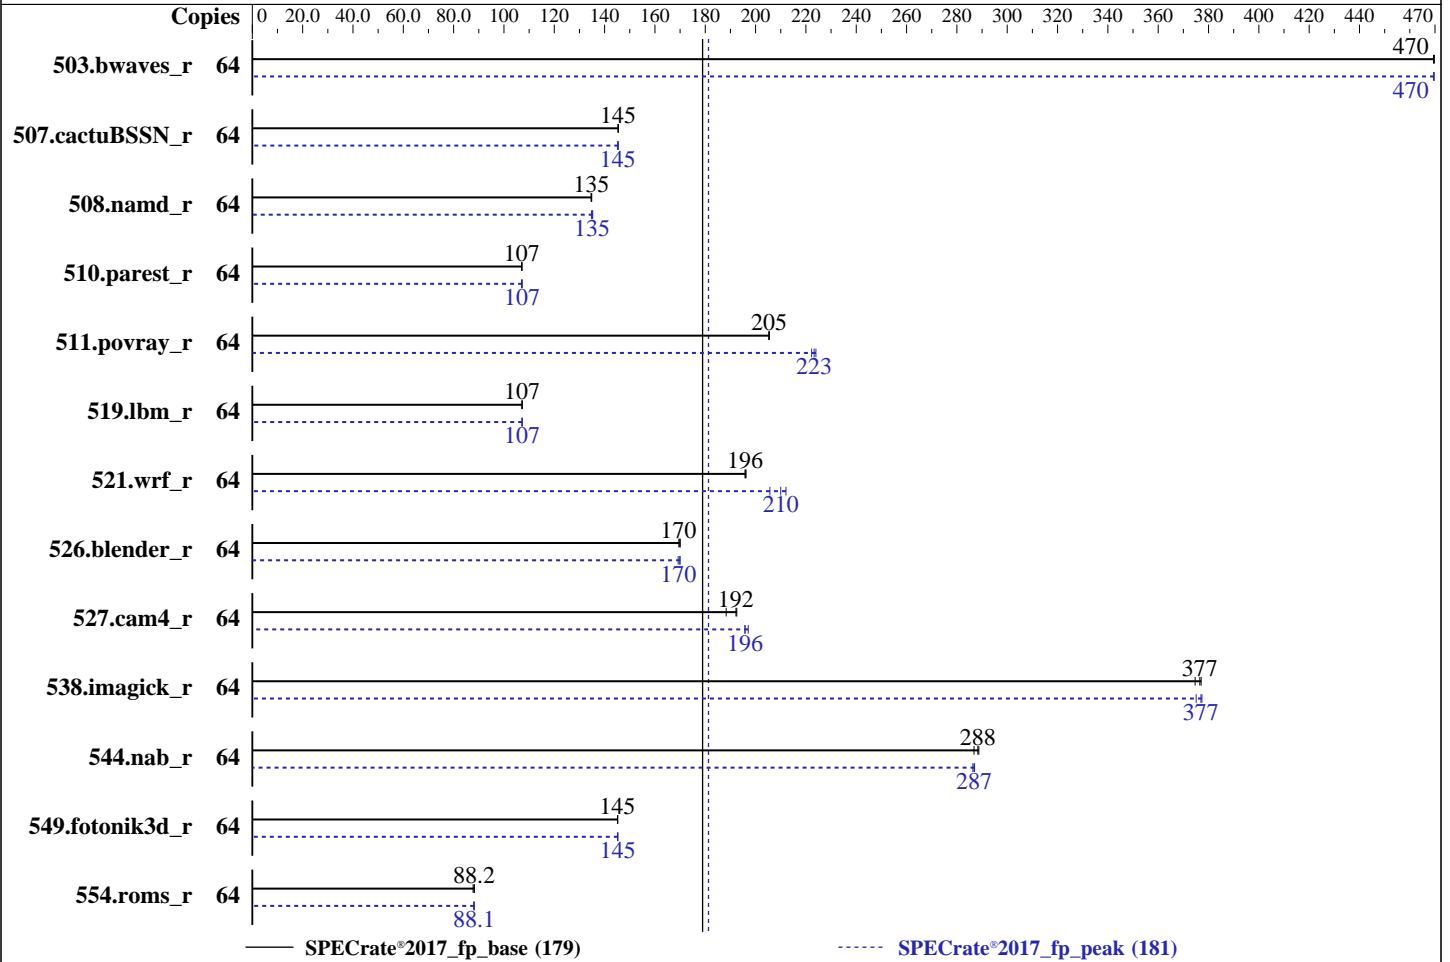 Copies 0 20.0 40.0 60.0 80.0 100 120 140 160 180 200 220 240 260 280 300 320 340 360 380 400 420 440 470
503.bwaves_r 64 470
470
507.cactuBSSN_r 64 145
145
508.namd_r 64 135
135
510.parest_r 64 107
107
511.povray_r 64 205
223
519.lbm_r 64 107
107
521.wrf_r 64 196
210
526.blender_r 64 170
170
527.cam4_r 64 192
196
538.imagick_r 64 377
377
544.nab_r 64 288
287
549.fotonik3d_r 64 145
145
554.roms_r 64 88.2
88.1
SPECrate®2017_fp_base (179) SPECrate®2017_fp_peak (181)